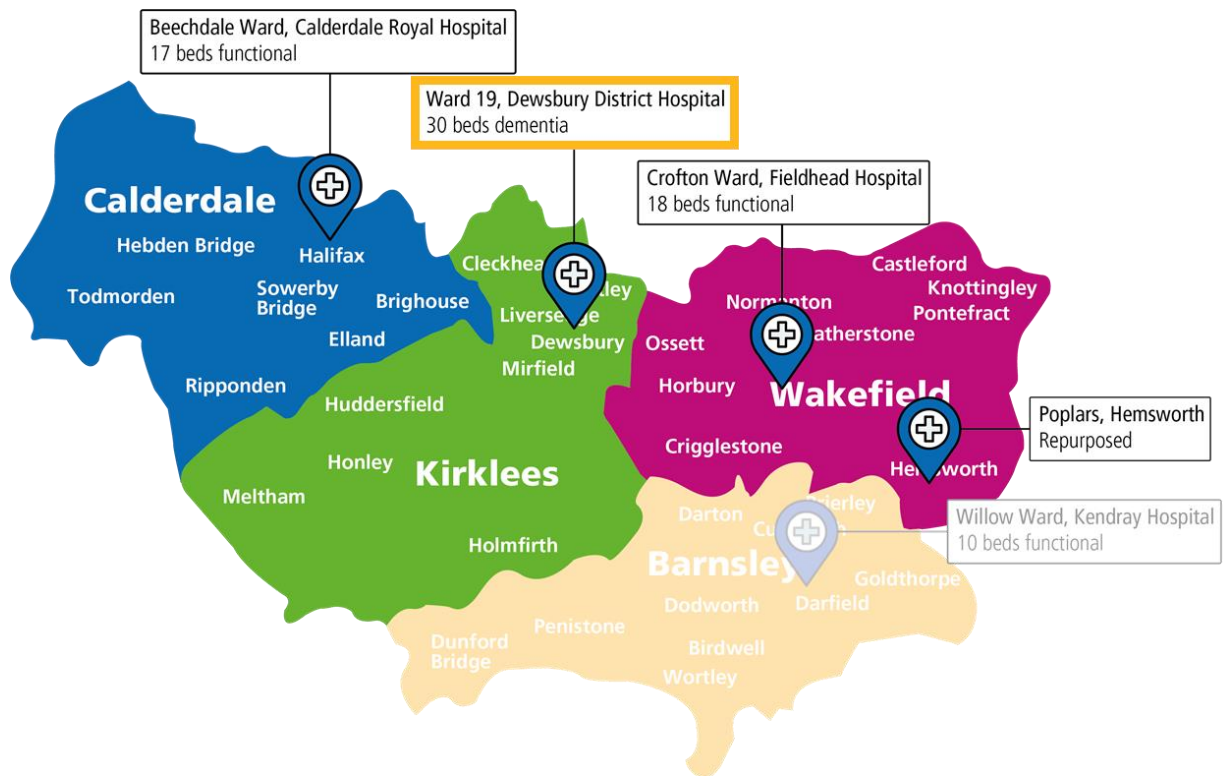 Beechdale Ward, Calderdale Royal Hospital
17 beds functional
Ward 19, Dewsbury District Hospital
30 beds dementia
Crofton Ward, Fieldhead Hospital
18 beds functional
Calderdale
Hebden Bridge
Halifax
Todmorden
Sowerby
Bridge
Brighouse
Elland
Ripponden
Dewsbury
Mirfield
Huddersfield
Honley
Kirklees
Meltham
Holmfirth
Castleford
Knottingley
Pontefract
Ossett
Horbury
Wakefield
Crigglestone
Poplars, Hemsworth
Repurposed
Willow Ward, Kendray Hospital
10 beds functional
Darton
Barnsley
Goldthorpe
Dodworth
Darfield
Penistone
Dunford
Bridge
Birdwell
Wortley